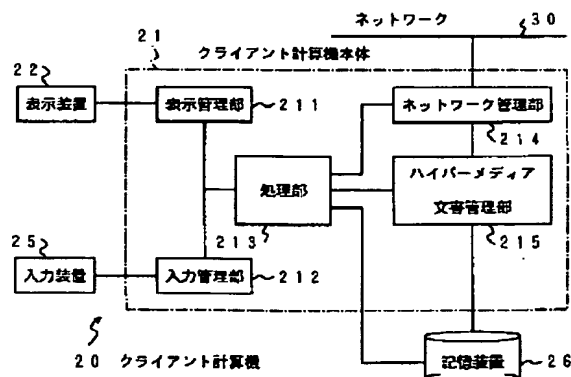 ネットワーク
30
21
クライアント計算機本体
22
表示装置
表示管理部
211
ネットワーク管理部
214
処理部
213
ハイパーメディア
文書管理部
215
25
入力装置
入力管理部
212
20 クライアント計算機
記憶装置
26